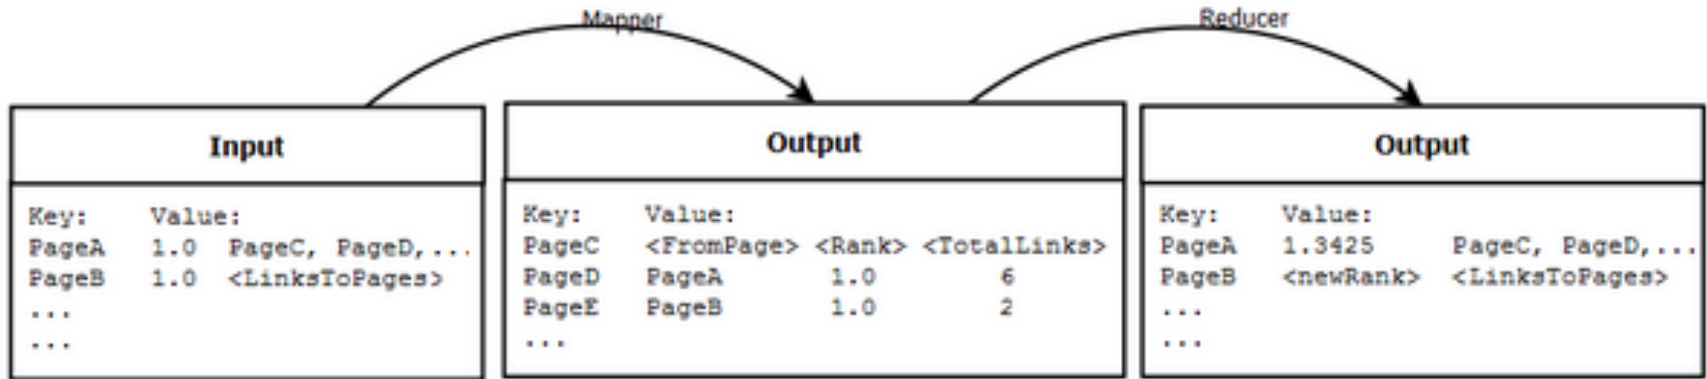 Mapper
Reducer
Input
Key: Value:
PageA 1.0 PageC, PageD,...
PageB 1.0 <LinksToPages>
...
...
Output
Key: Value:
PageC <FromPage> <Rank> <TotalLinks>
PageD PageA 1.0 6
PageE PageB 1.0 2
...
Output
Key: Value:
PageA 1.3425 PageC, PageD,...
PageB <newRank> <LinksToPages>
...
...